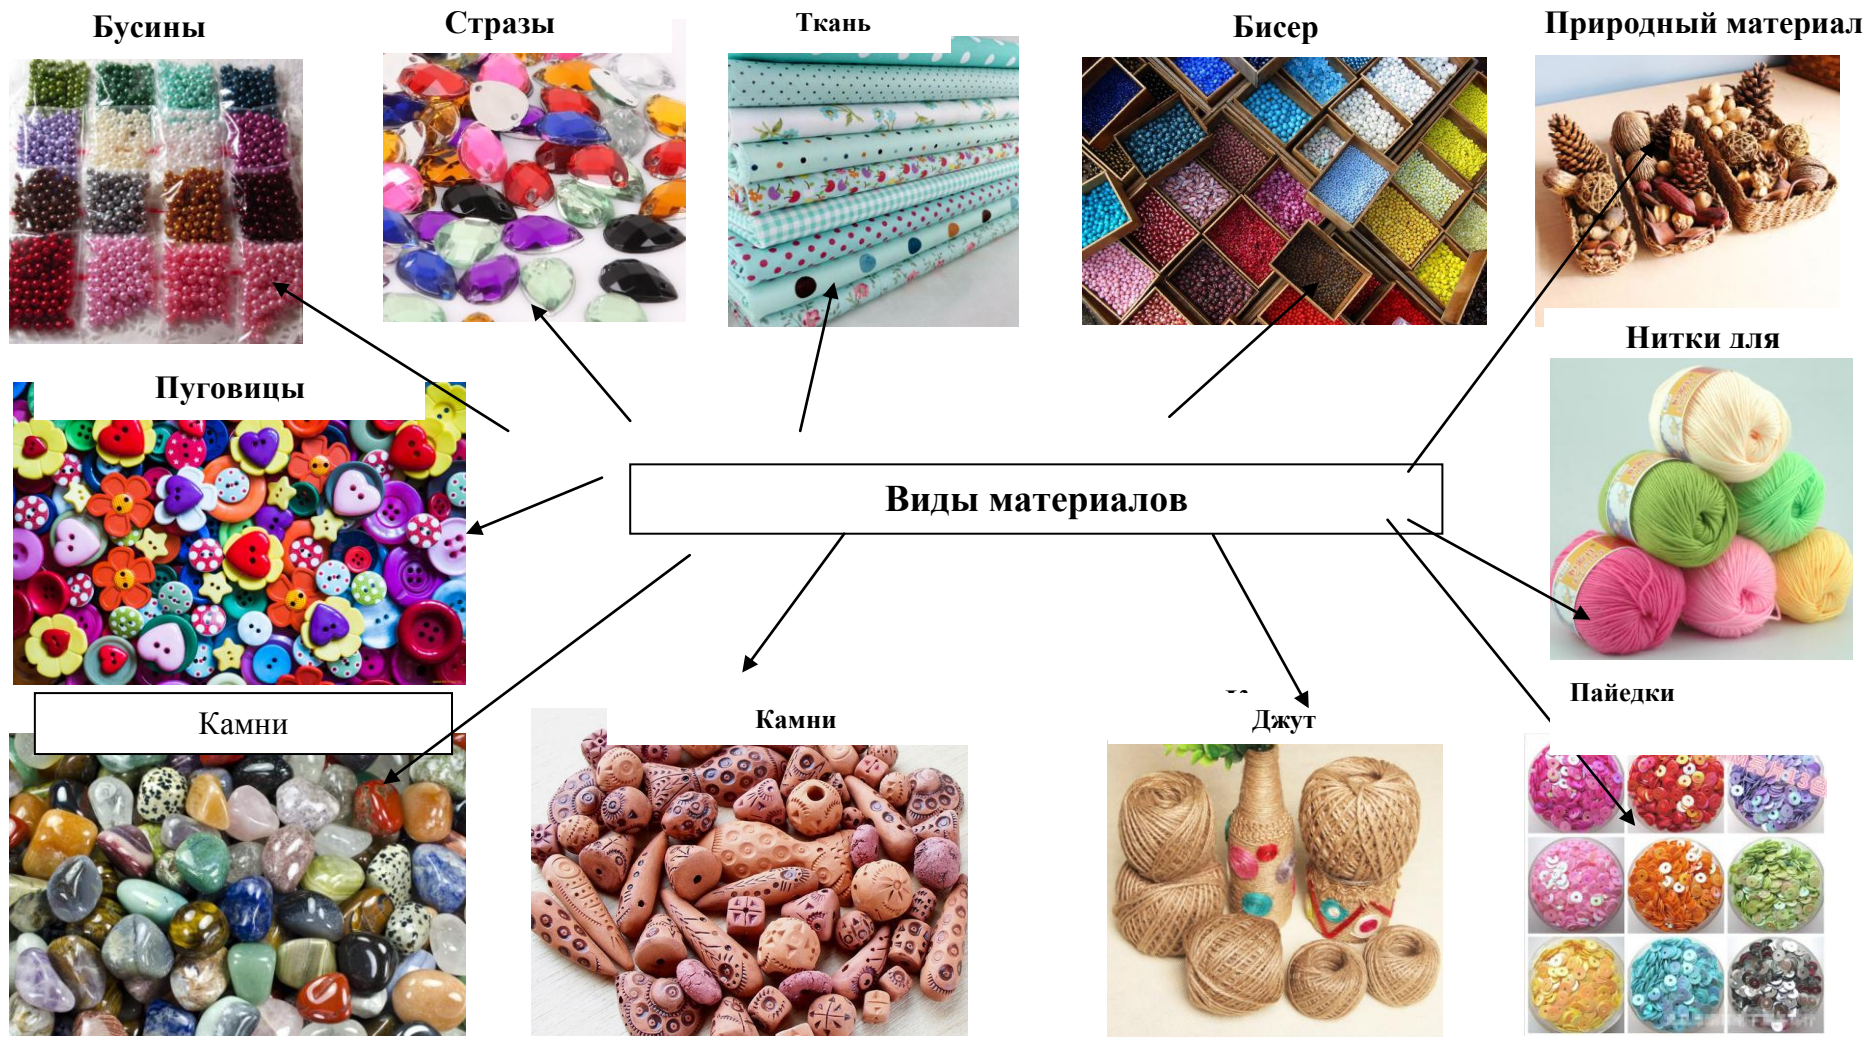 Бусины
Стразы
Ткань
Бисер
Природный материал
Нитки для
Пуговицы
Виды материалов
Камни
Камни
Джут
Пайедки